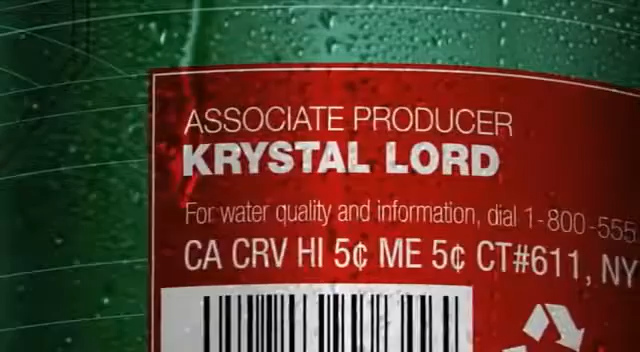 ASSOCIATE PRODUCER
KRYSTAL LORD
For water quality and information, dial 1-800-555
CA CRV HI 5¢ ME 5¢ CT#611, NY